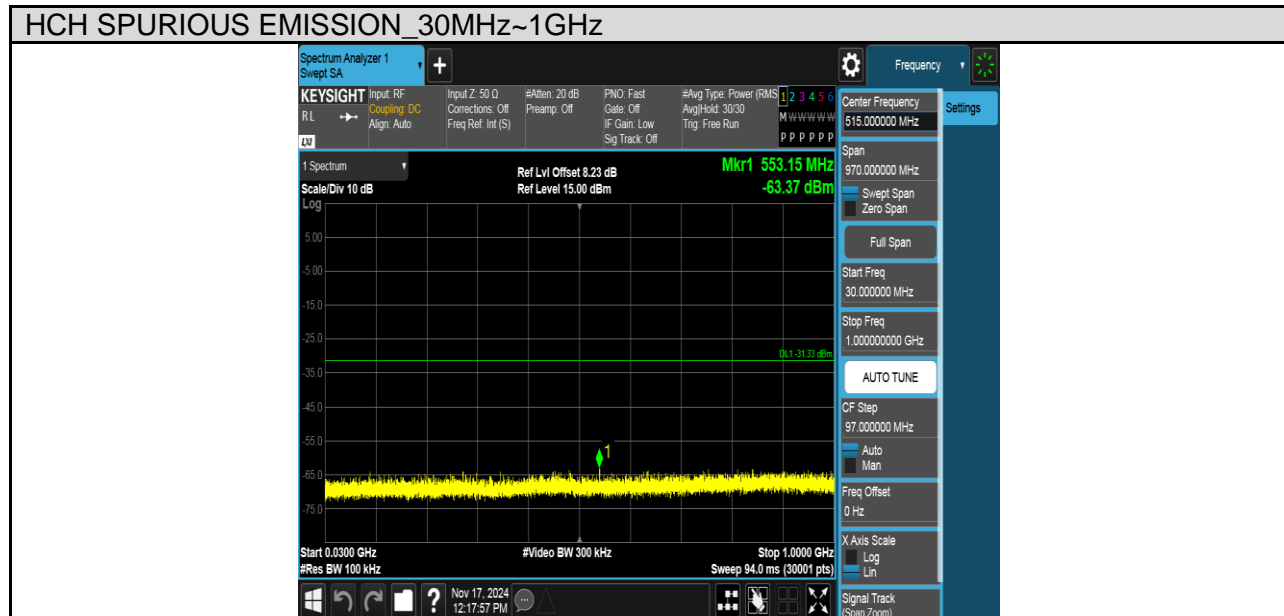 HCH SPURIOUS EMISSION_30MHz~1GHz
Spectrum Analyzer 1
Swept SA
+
Frequency
KEYSIGHT
RL
LXI
Input: RF
Coupling: DC
Align: Auto
Input Z: 50 Ω
Corrections: Off
Freq Ref: Int (S)
#Atten: 20 dB
Preamp: Off
PNO: Fast
Gate: Off
IF Gain: Low
Sig Track: Off
#Avg Type: Power (RMS
Avg|Hold: 30/30
Trig: Free Run
1 2 3 4 5 6
M W W W W W
P P P P P P
1 Spectrum
Scale/Div 10 dB
Log
Ref Lvl Offset 8.23 dB
Ref Level 15.00 dBm
Mkr1 553.15 MHz
-63.37 dBm
5.00
-5.00
-15.0
-25.0
DL1 -31.33 dBm
-35.0
-45.0
-55.0
1
-65.0
-75.0
Start 0.0300 GHz
#Res BW 100 kHz
#Video BW 300 kHz
Stop 1.0000 GHz
Sweep 94.0 ms (30001 pts)
?
Nov 17, 2024
12:17:57 PM
Center Frequency
515.000000 MHz
Settings
Span
970.000000 MHz
Swept Span
Zero Span
Full Span
Start Freq
30.000000 MHz
Stop Freq
1.000000000 GHz
AUTO TUNE
CF Step
97.000000 MHz
Auto
Man
Freq Offset
0 Hz
X Axis Scale
Log
Lin
Signal Track
(Span Zoom)